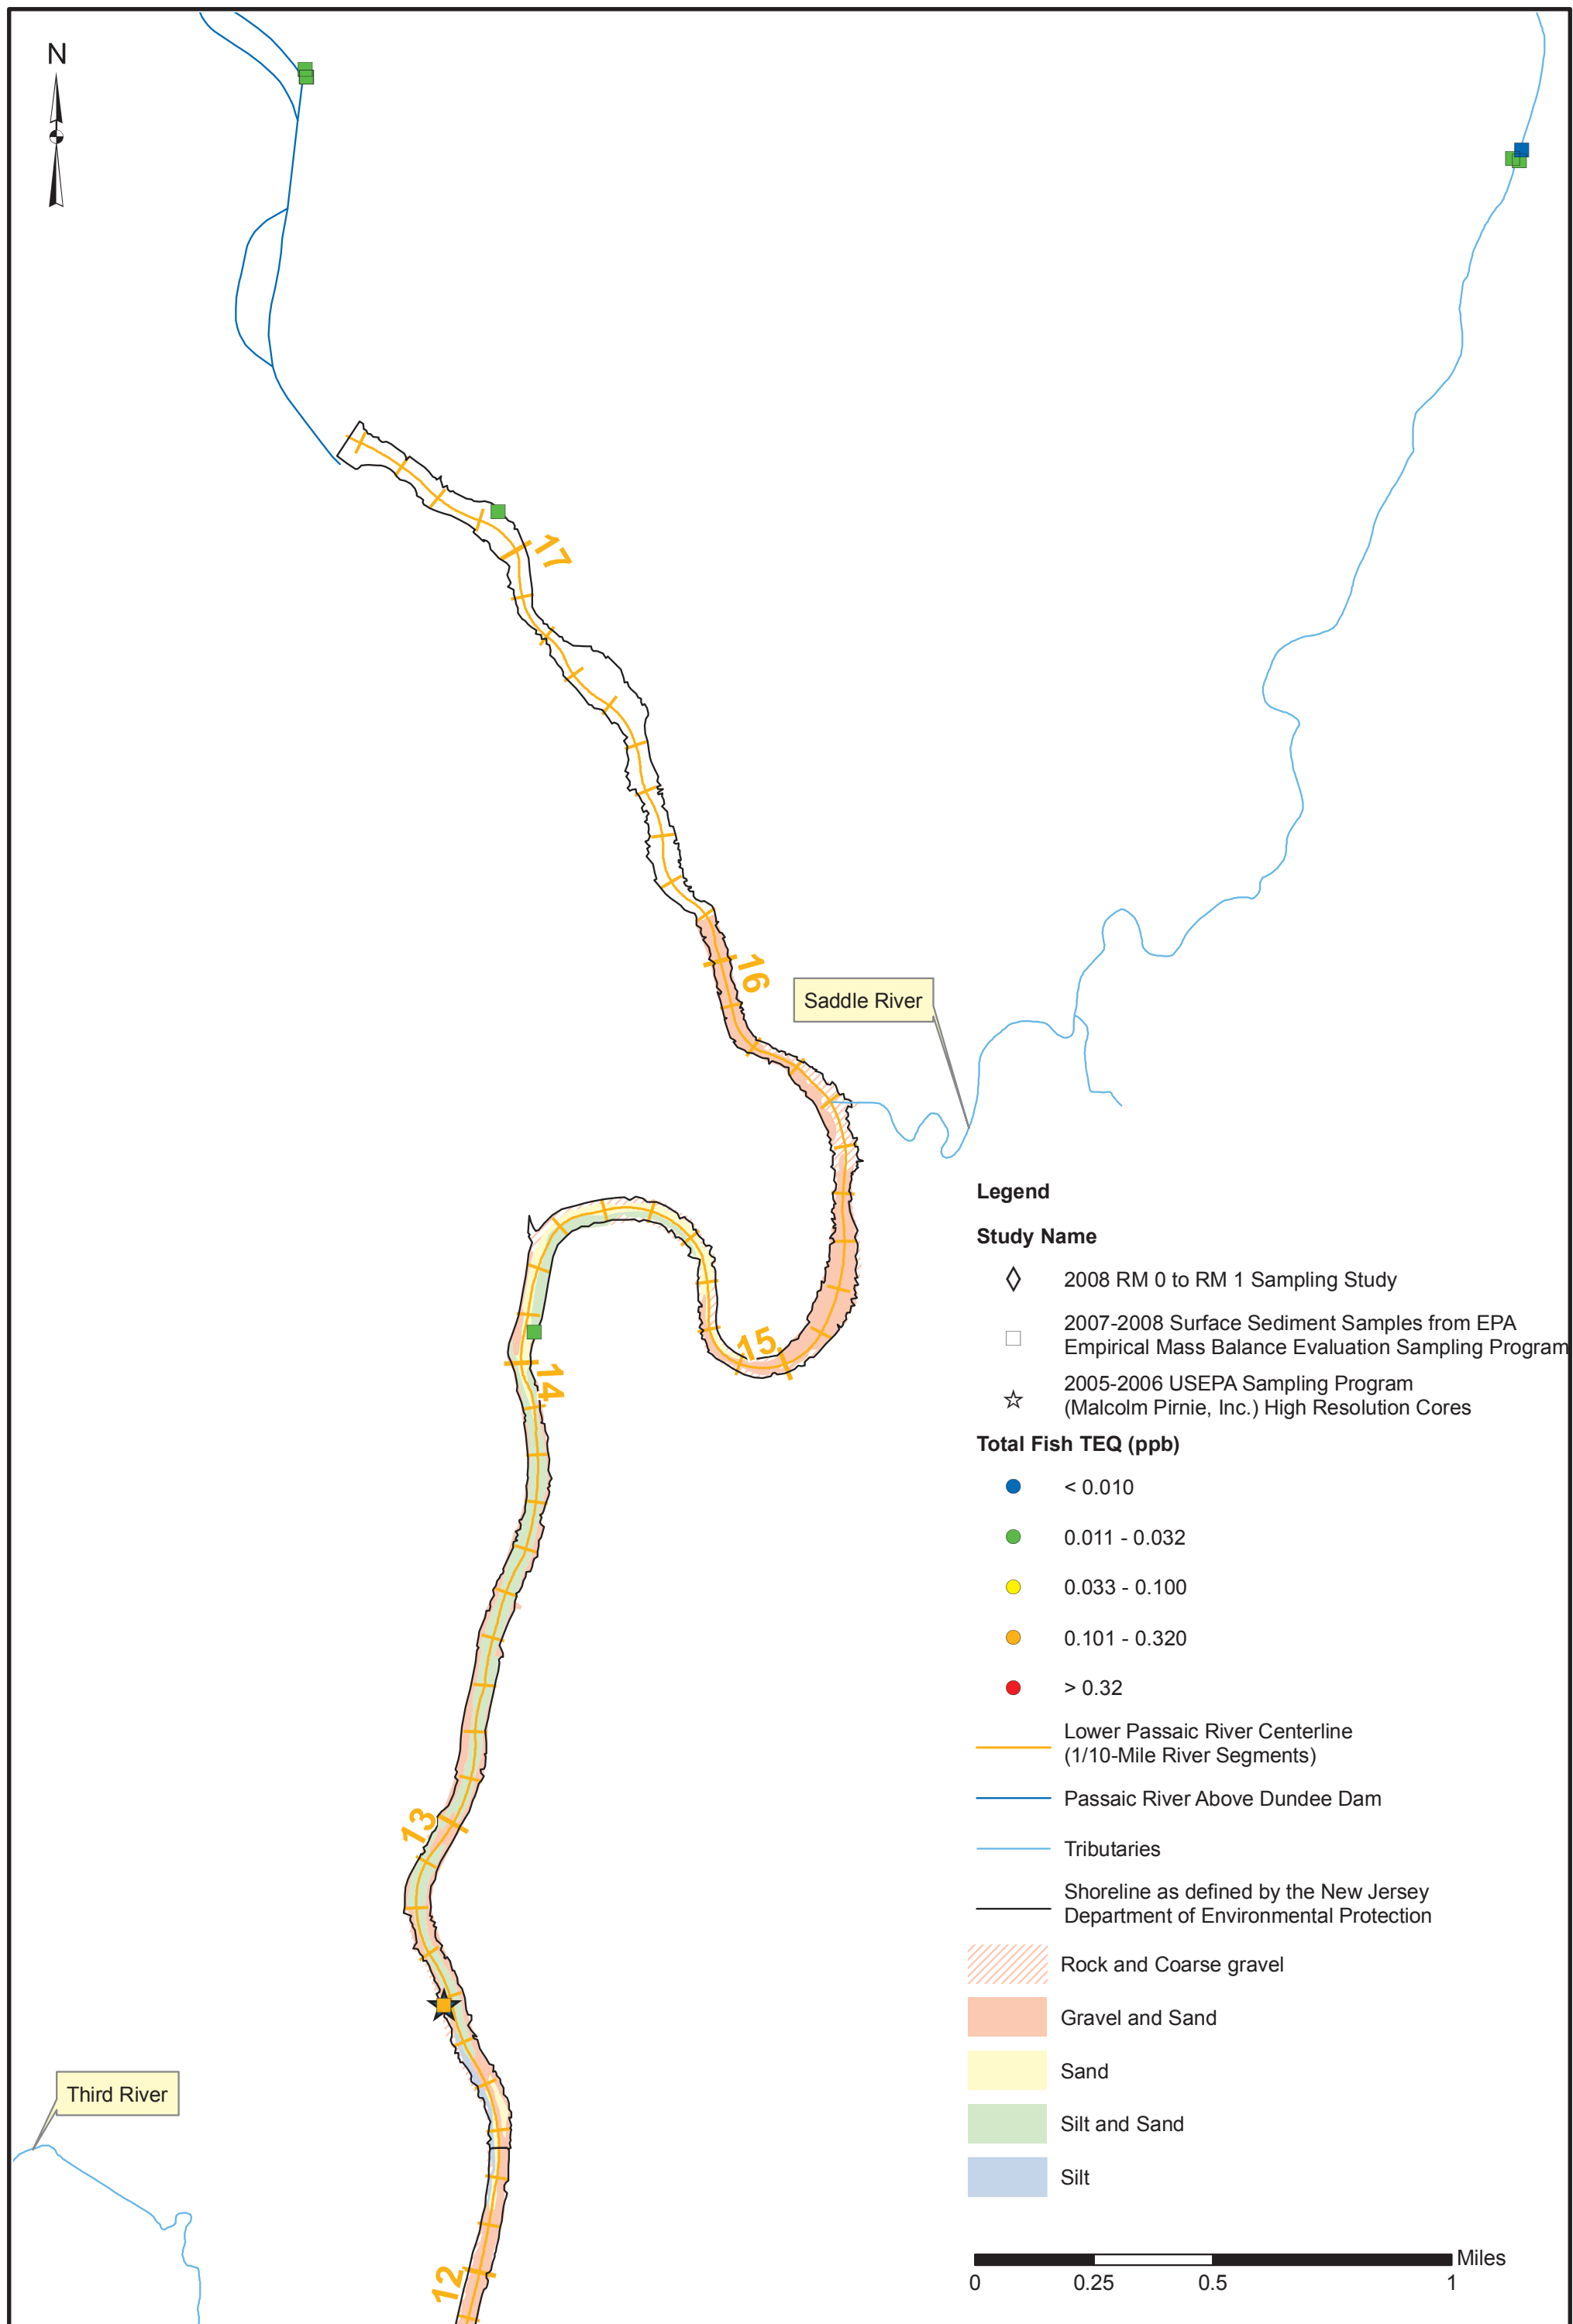 N
17
16
Saddle River
15
14
13
Third River
12
Legend
Study Name
2008 RM 0 to RM 1 Sampling Study
2007-2008 Surface Sediment Samples from EPA
Empirical Mass Balance Evaluation Sampling Program
2005-2006 USEPA Sampling Program
(Malcolm Pirnie, Inc.) High Resolution Cores
Total Fish TEQ (ppb)
< 0.010
0.011 - 0.032
0.033 - 0.100
0.101 - 0.320
> 0.32
Lower Passaic River Centerline
(1/10-Mile River Segments)
Passaic River Above Dundee Dam
Tributaries
Shoreline as defined by the New Jersey
Department of Environmental Protection
Rock and Coarse gravel
Gravel and Sand
Sand
Silt and Sand
Silt
Miles
0 0.25 0.5 1